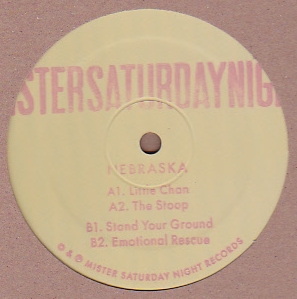 ISTERSATURDAYNIG
NEBRASKA
A1. Little Chan
A2. The Stoop
B1. Stand Your Ground
B2. Emotional Rescue
© & ℗ MISTER SATURDAY NIGHT RECORDS